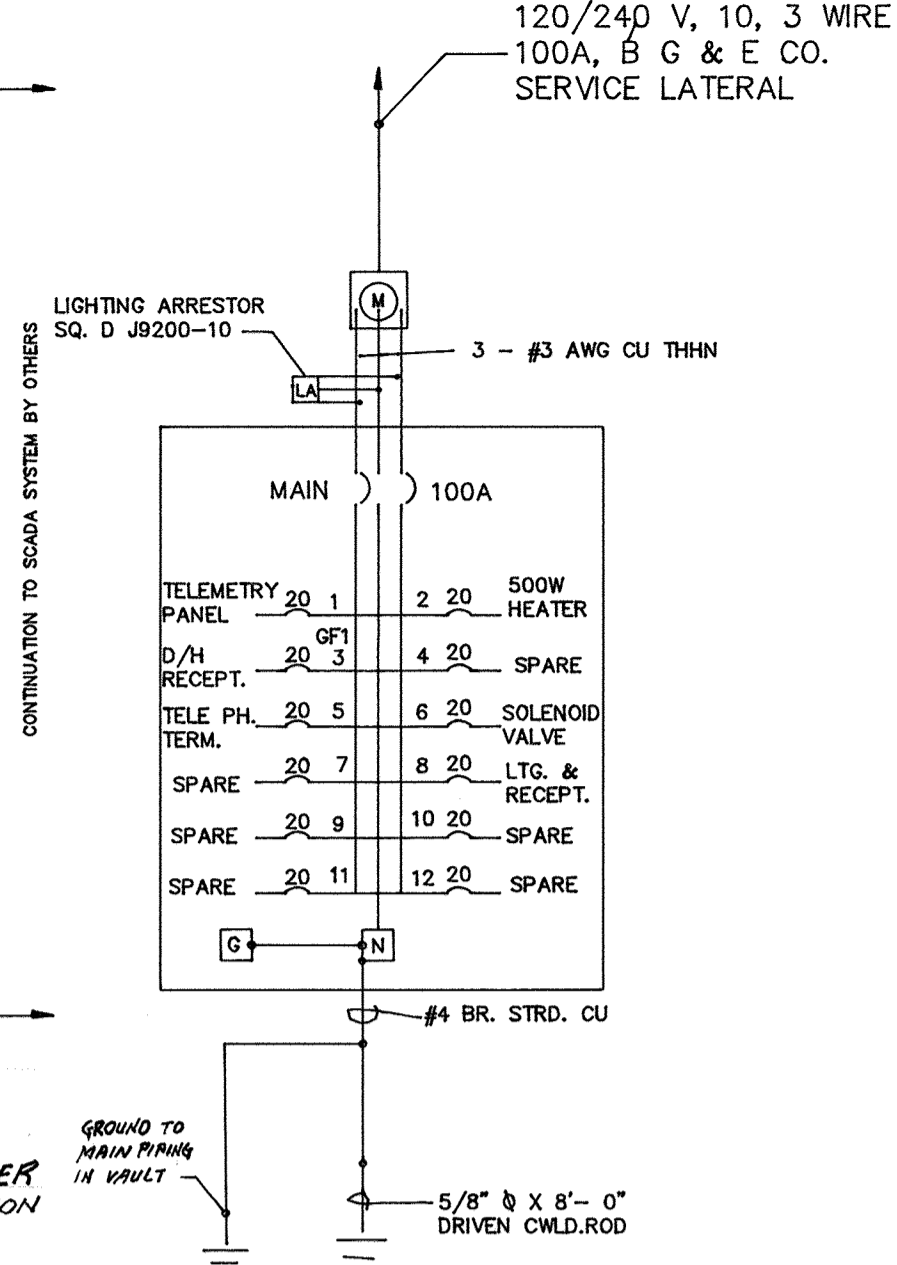 120/240 V, 10, 3 WIRE
100A, B G & E CO.
SERVICE LATERAL
LIGHTING ARRESTOR
SQ. D J9200-10
M
3 - #3 AWG CU THHN
LA
CONTINUATION TO SCADA SYSTEM BY OTHERS
MAIN
100A
TELEMETRY
PANEL
20 1
2 20
500W
HEATER
D/H
RECEPT.
GF1
20 3
4 20
SPARE
TELE PH.
TERM.
20 5
6 20
SOLENOID
VALVE
SPARE
20 7
8 20
LTG. &
RECEPT.
SPARE
20 9
10 20
SPARE
SPARE
20 11
12 20
SPARE
G
N
#4 BR. STRD. CU
GROUND TO
MAIN PIPING
IN VAULT
ER
ON
5/8" Φ X 8'- 0"
DRIVEN CWLD.ROD